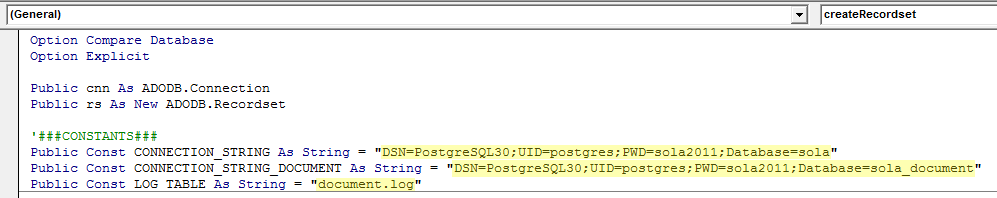 (General)
createRecordset
Option Compare Database
Option Explicit
Public cnn As ADODB.Connection
Public rs As New ADODB.Recordset
'###CONSTANTS###
Public Const CONNECTION_STRING As String = "DSN=PostgreSQL30;UID=postgres;PWD=sola2011;Database=sola"
Public Const CONNECTION_STRING_DOCUMENT As String = "DSN=PostgreSQL30;UID=postgres;PWD=sola2011;Database=sola_document"
Public Const LOG_TABLE As String = "document.log"